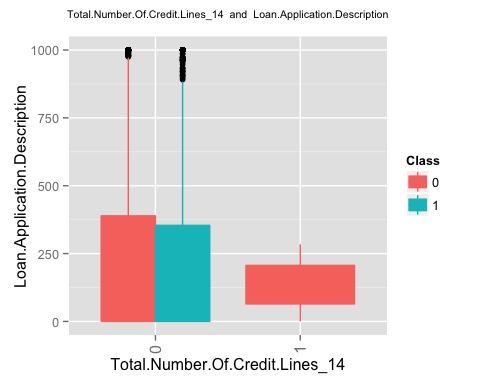 Total.Number.Of.Credit.Lines_14 and Loan.Application.Description
1000
750
500
250
0
Loan.Application.Description
0
1
Total.Number.Of.Credit.Lines_14
Class
0
1